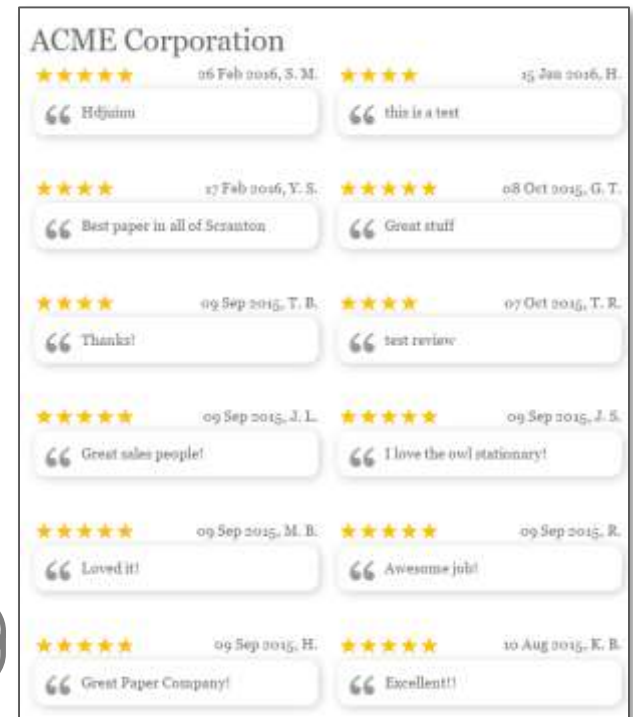 ACME Corporation
26 Feb 2016, S. M.
15 Jan 2016, H.
Hdjuinn
this is a test
17 Feb 2016, Y. S.
08 Oct 2015, G. T.
Best paper in all of Scranton
Great stuff
09 Sep 2015, T. B.
07 Oct 2015, T. R.
Thanks!
test review
09 Sep 2015, J. L.
09 Sep 2015, J. S.
Great sales people!
I love the owl stationary!
09 Sep 2015, M. B.
09 Sep 2015, R.
Loved it!
Awesome job!
09 Sep 2015, H.
10 Aug 2015, K. B.
Great Paper Company!
Excellent!!